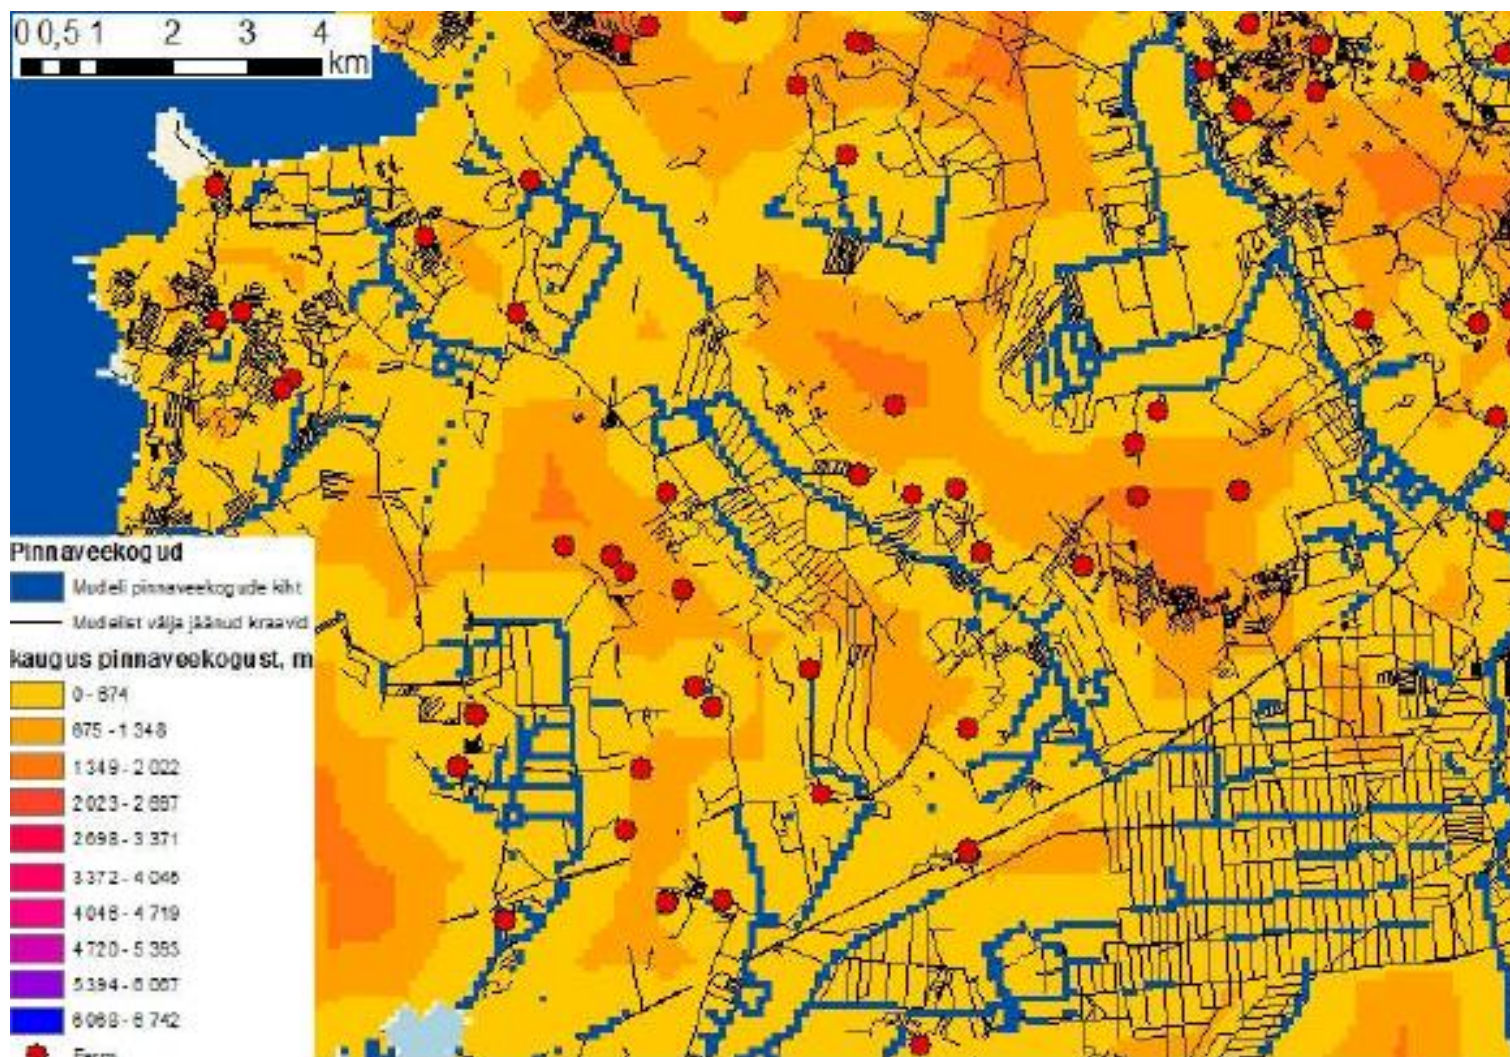 0 0,5 1 2 3 4
km
Pinnaveekogud
Mudeli pinnaveekogude kiht
Mudelist välja jäänud kraavid
kaugus pinnaveekogust, m
0 - 674
675 - 1 348
1 349 - 2 022
2 023 - 2 697
2 698 - 3 371
3 372 - 4 045
4 046 - 4 719
4 720 - 5 393
5 394 - 6 067
6 068 - 6 742